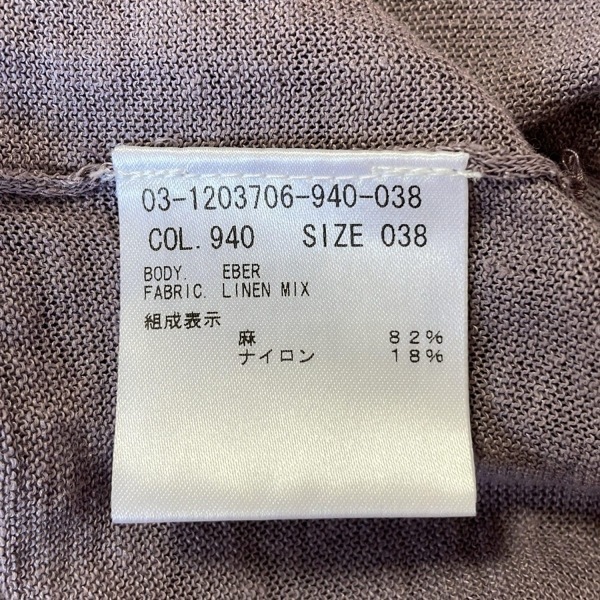 03-1203706-940-038
COL. 940 SIZE 038
BODY. EBER
FABRIC. LINEN MIX
組成表示
麻 82%
ナイロン 18%